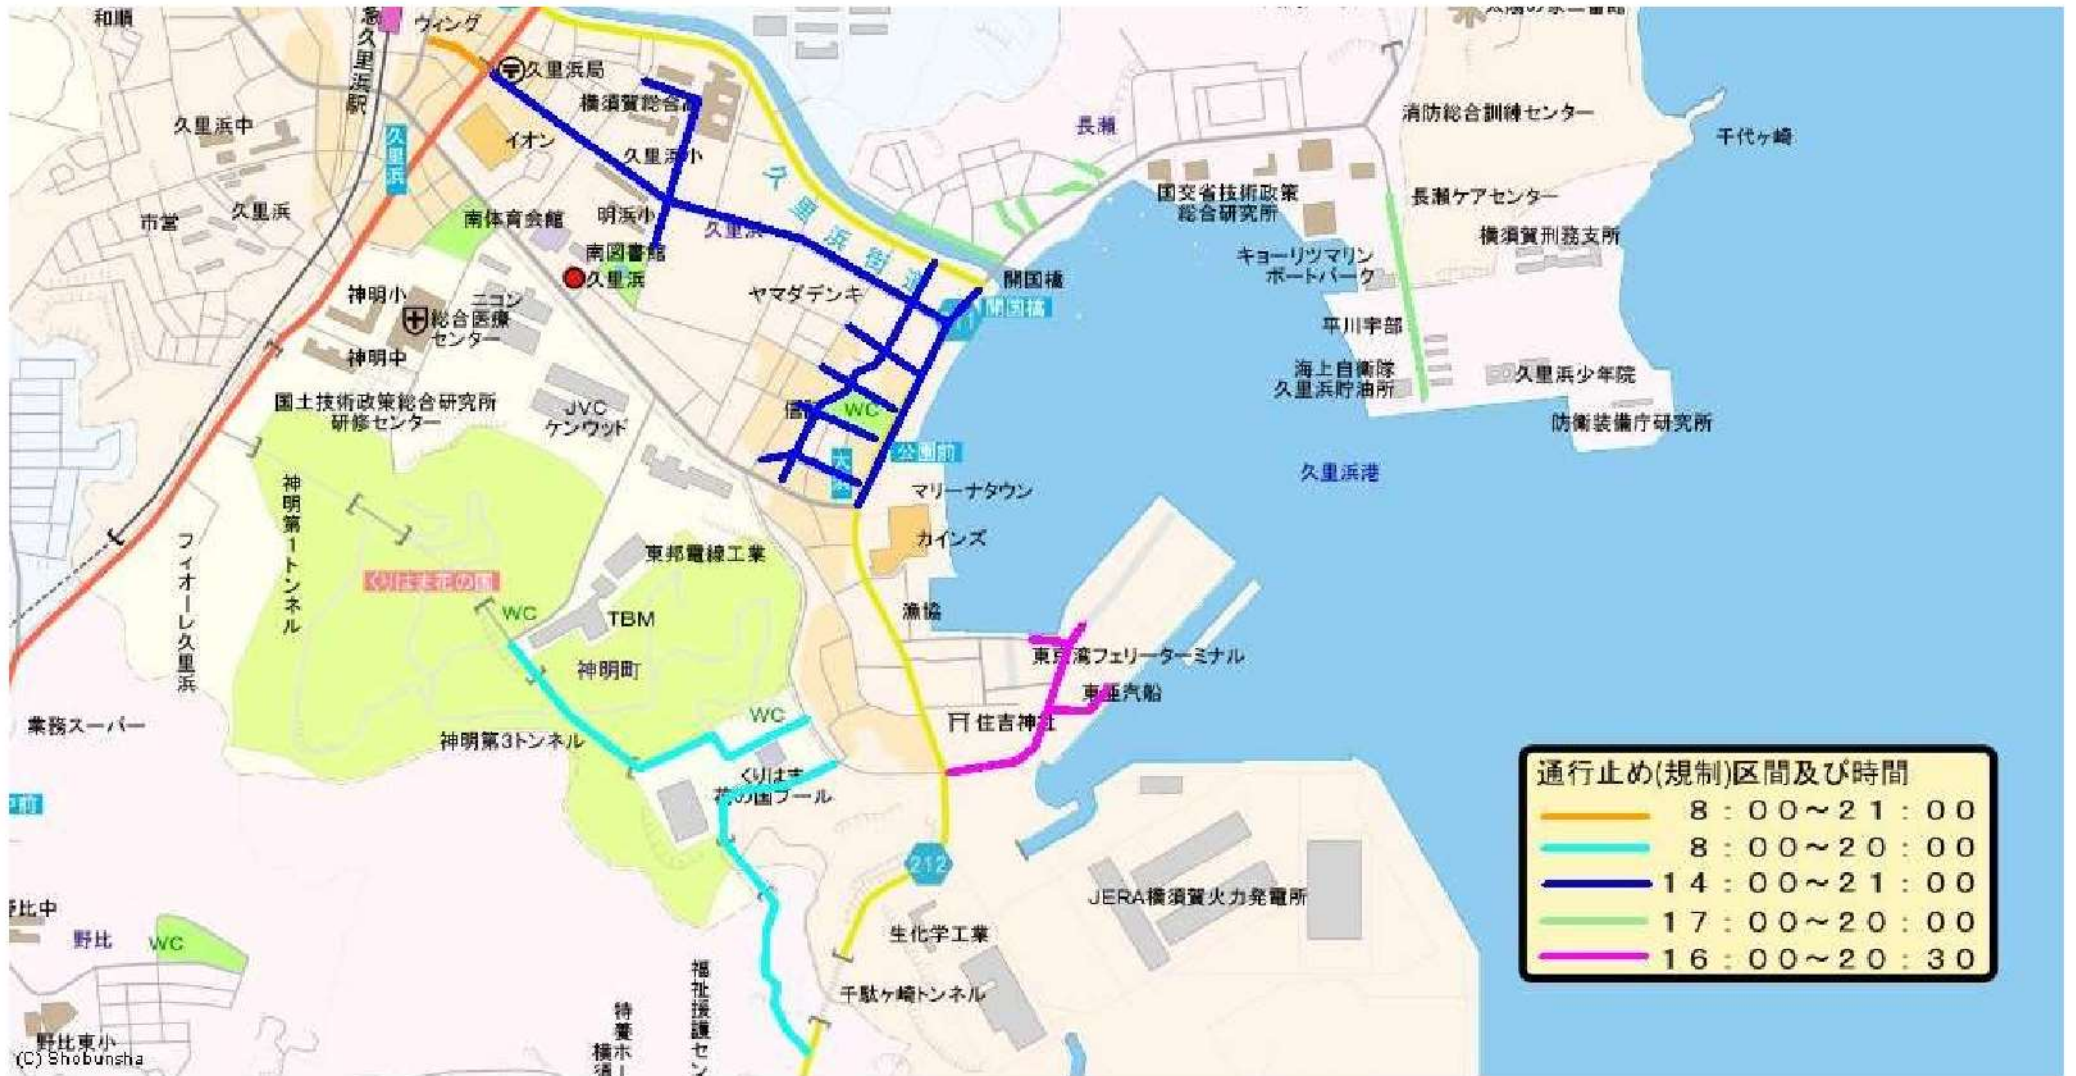 和順
ウィング
急久里浜駅
久里浜局
横須賀総合高
久里浜中
久里浜
イオン
久里浜小
長瀬
消防総合訓練センター
千代ヶ崎
市営
久里浜
南体育会館
明浜小
久里浜
久里浜街道
国交省技術政策
総合研究所
長瀬ケアセンター
横須賀刑務支所
南図書館
久里浜
キョーリツマリン
ボートパーク
神明小
ニコン
ヤマダデンキ
開国橋
開国橋
総合医療
センター
平川宇部
神明中
海上自衛隊
久里浜貯油所
久里浜少年院
国土技術政策総合研究所
研修センター
JVC
ケンウッド
WC
防衛装備庁研究所
公園前
久里浜港
神明第1トンネル
マリーナタウン
フィオーレ久里浜
カインズ
東邦電線工業
くりはま花の国
WC
TBM
漁協
神明町
東京湾フェリーターミナル
東亜汽船
業務スーパー
神明第3トンネル
WC
住吉神社
くりはま
花の国プール
212
JERA横須賀火力発電所
野比中
野比
WC
生化学工業
福祉援護セン
千駄ヶ崎トンネル
特養ホー
横須
野比東小
(C) Shobunsha
通行止め(規制)区間及び時間
8:00~21:00
8:00~20:00
14:00~21:00
17:00~20:00
16:00~20:30